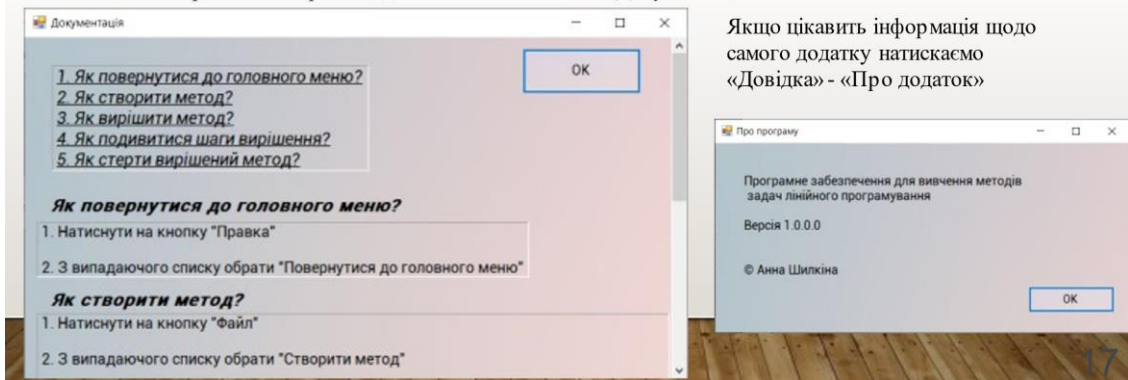 Документація
OK
1. Як повернутися до головного меню?
2. Як створити метод?
3. Як вирішити метод?
4. Як подивитися шаги вирішення?
5. Як стерти вирішений метод?
Як повернутися до головного меню?
1. Натиснути на кнопку "Правка"
2. З випадаючого списку обрати "Повернутися до головного меню"
Як створити метод?
1. Натиснути на кнопку "Файл"
2. З випадаючого списку обрати "Створити метод"
Якщо цікавить інформація щодо
самого додатку натискаємо
«Довідка» - «Про додаток»
Про програму
Програмне забезпечення для вивчення методів
задач лінійного програмування
Версія 1.0.0.0
© Анна Шилкіна
OK
17